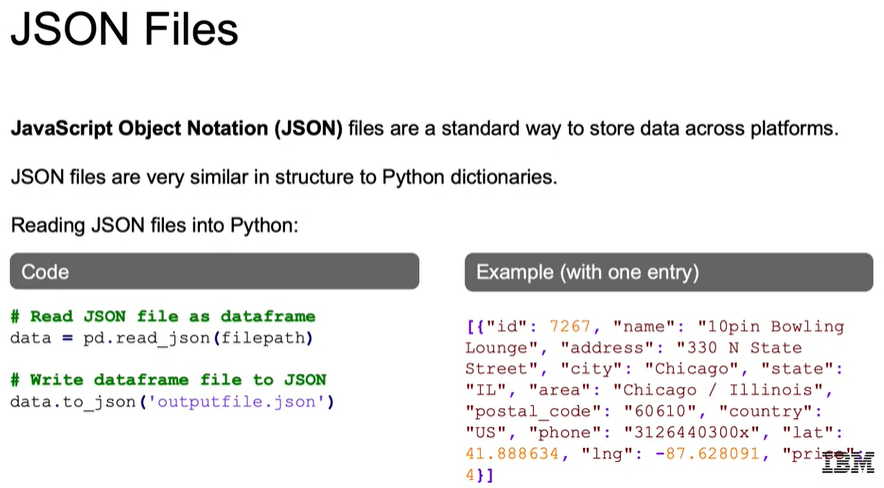 JSON Files
JavaScript Object Notation (JSON) files are a standard way to store data across platforms.
JSON files are very similar in structure to Python dictionaries.
Reading JSON files into Python:
Code
# Read JSON file as dataframe
data = pd.read_json(filepath)
# Write dataframe file to JSON
data.to_json('outputfile.json')
Example (with one entry)
[{"id": 7267, "name": "10pin Bowling
Lounge", "address": "330 N State
Street", "city": "Chicago", "state":
"IL", "area": "Chicago / Illinois",
"postal_code": "60610", "country":
"US", "phone": "3126440300x", "lat":
41.888634, "lng": -87.628091, "price":
4}]
IBM